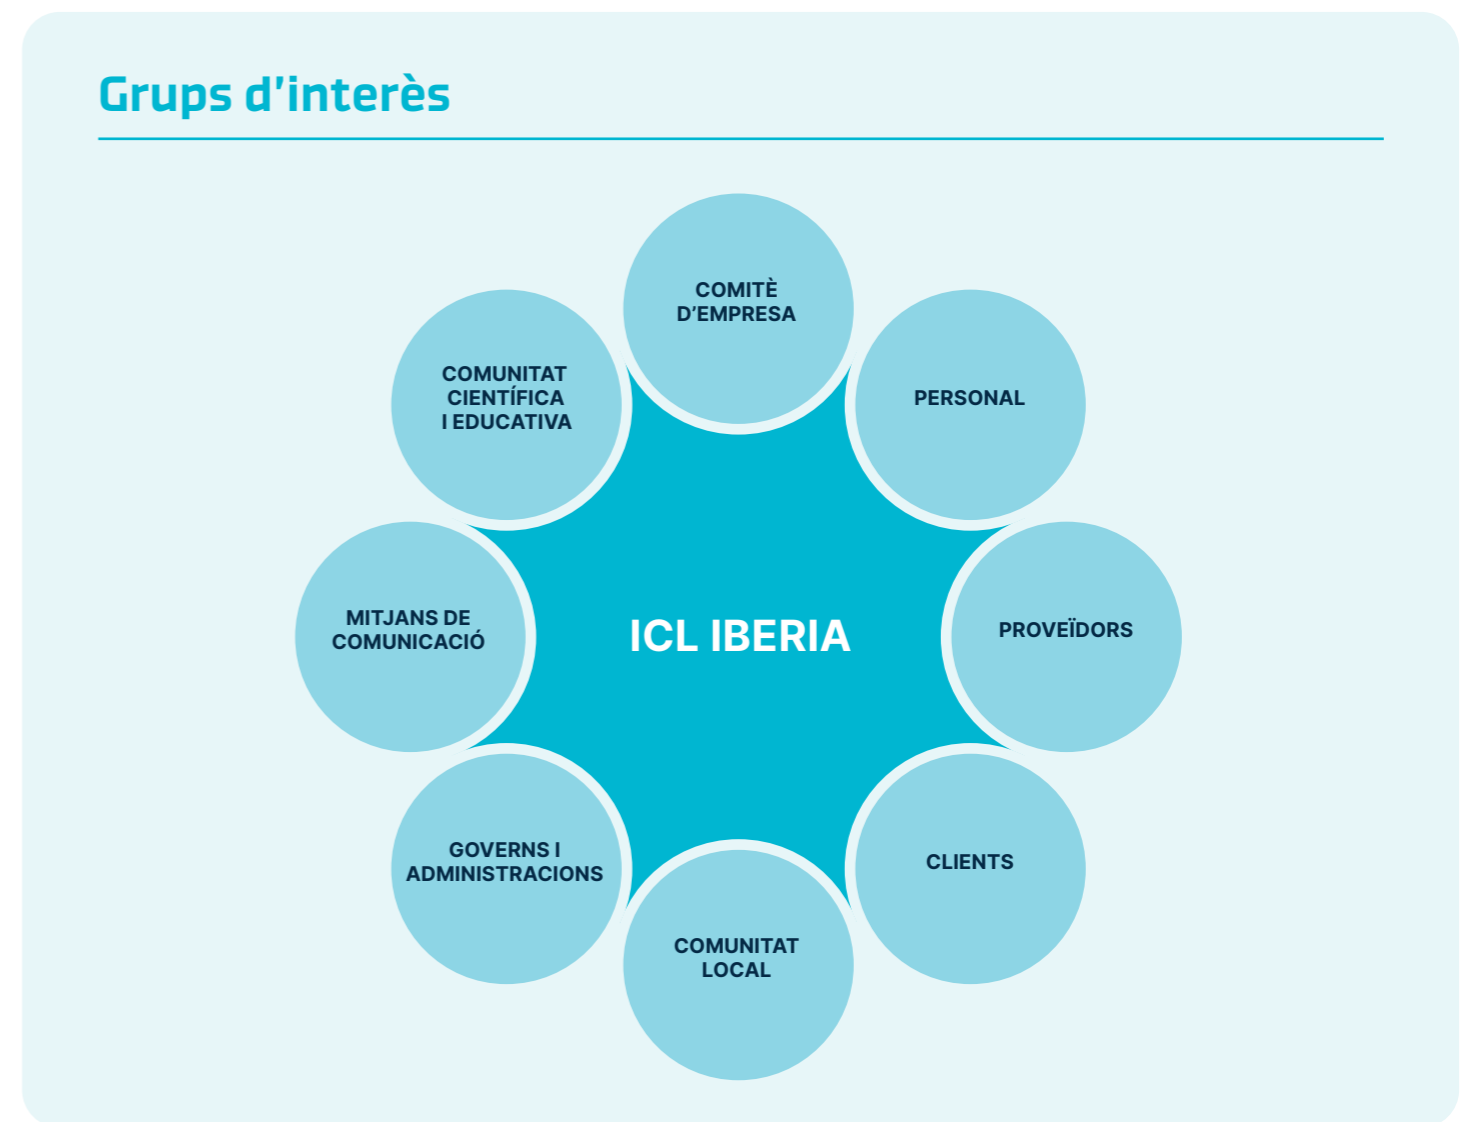 Grups d’interès
COMITÈ
D’EMPRESA
PERSONAL
PROVEÏDORS
CLIENTS
COMUNITAT
LOCAL
GOVERNS I
ADMINISTRACIONS
MITJANS DE
COMUNICACIÓ
COMUNITAT
CIENTÍFICA
I EDUCATIVA
ICL IBERIA